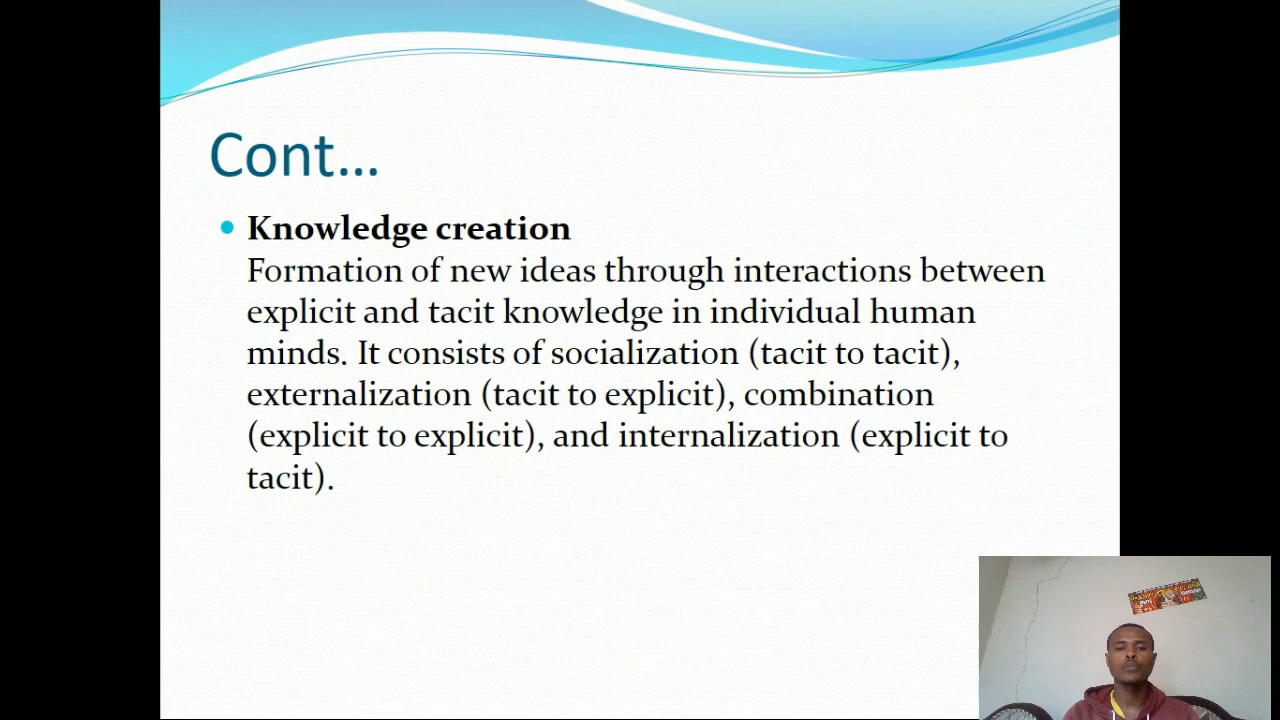 Cont...
Knowledge creation
Formation of new ideas through interactions between
explicit and tacit knowledge in individual human
minds. It consists of socialization (tacit to tacit),
externalization (tacit to explicit), combination
(explicit to explicit), and internalization (explicit to
tacit).